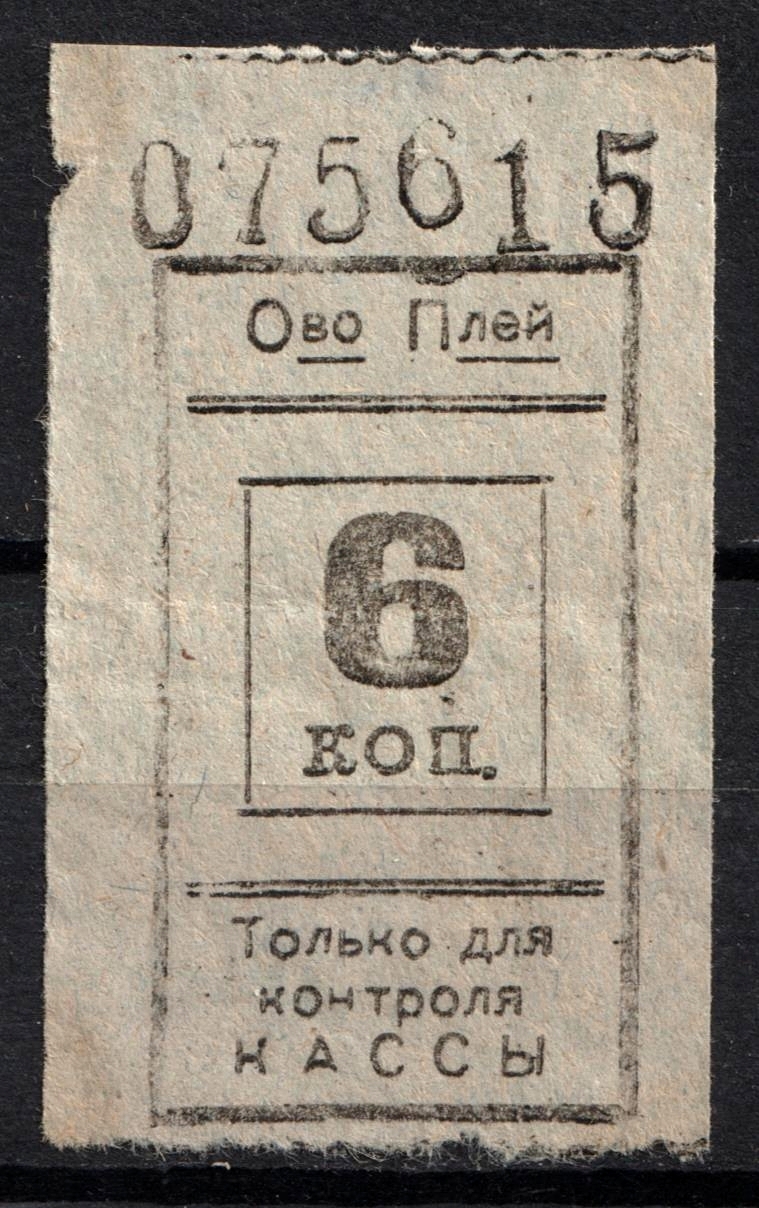 075615
Ово Плей
6
коп.
Только для
контроля
КАССЫ